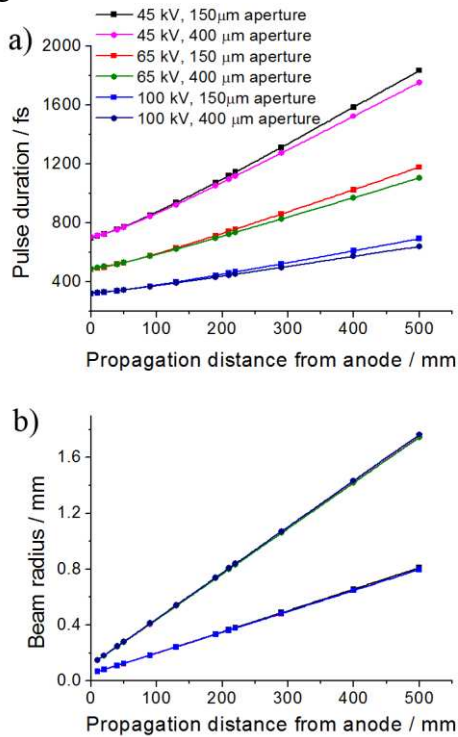 a)
45 kV, 150μm aperture
45 kV, 400 μm aperture
65 kV, 150 μm aperture
65 kV, 400 μm aperture
100 kV, 150μm aperture
100 kV, 400 μm aperture
2000
1600
1200
800
400
Pulse duration / fs
0 100 200 300 400 500
Propagation distance from anode / mm
b)
1.6
1.2
0.8
0.4
0.0
Beam radius / mm
0 100 200 300 400 500
Propagation distance from anode / mm